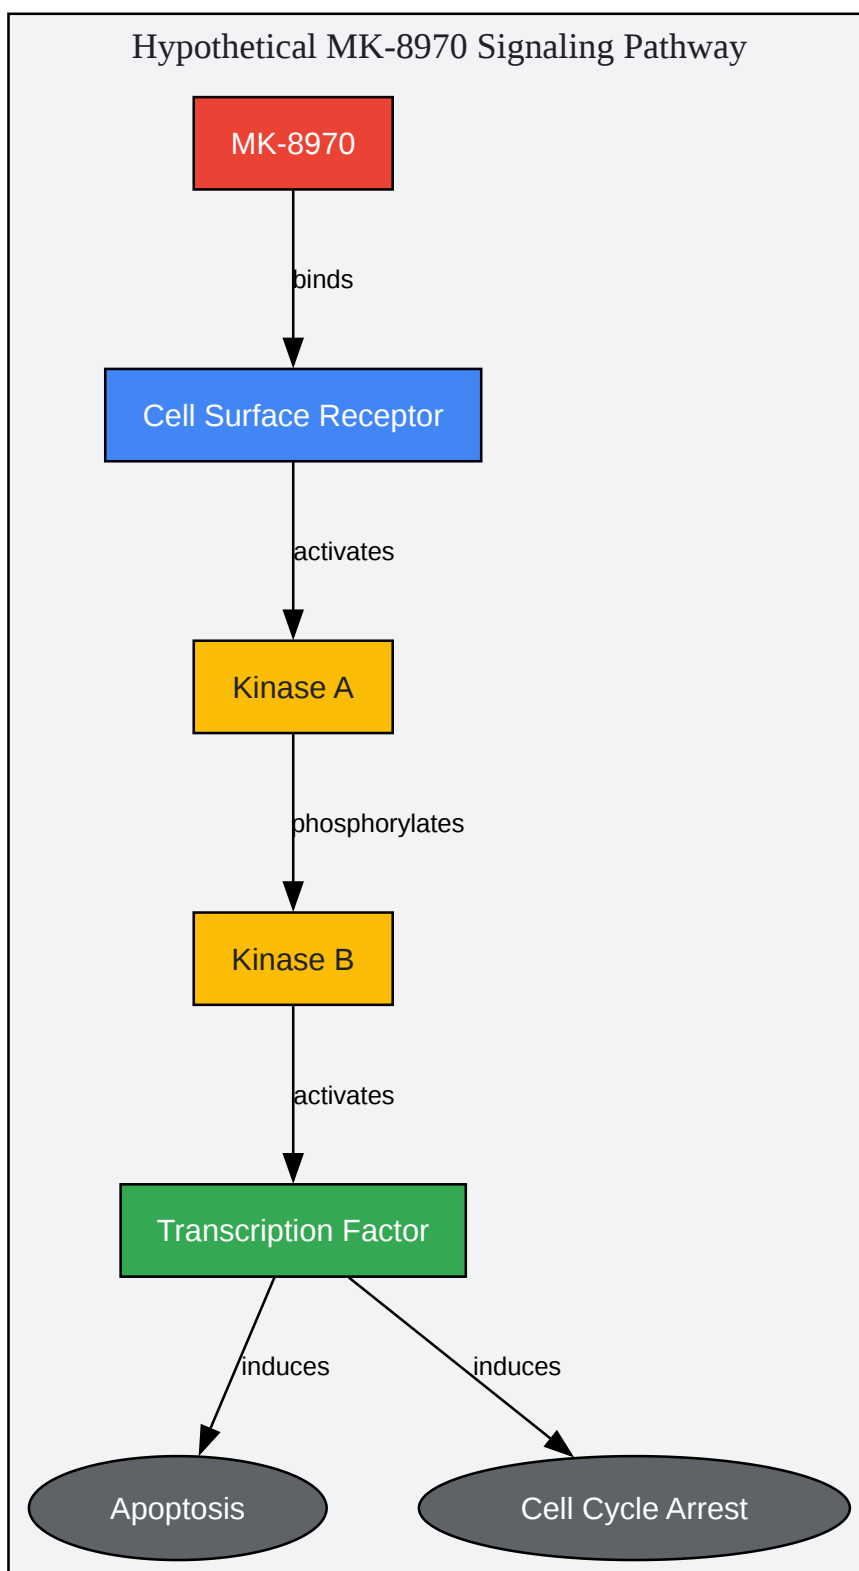 Hypothetical MK-8970 Signaling Pathway
MK-8970
binds
Cell Surface Receptor
activates
Kinase A
phosphorylates
Kinase B
activates
Transcription Factor
induces
induces
Apoptosis
Cell Cycle Arrest